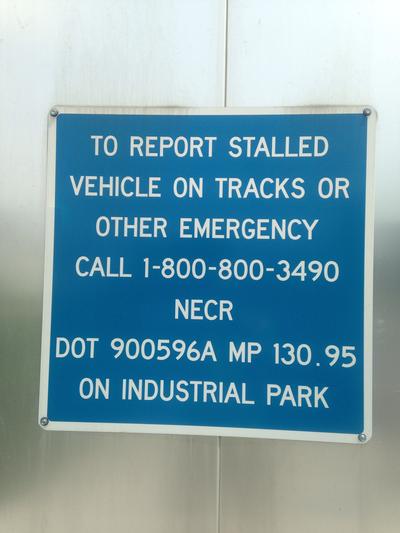 TO REPORT STALLED
VEHICLE ON TRACKS OR
OTHER EMERGENCY
CALL 1-800-800-3490
NECR
DOT 900596A MP 130.95
ON INDUSTRIAL PARK